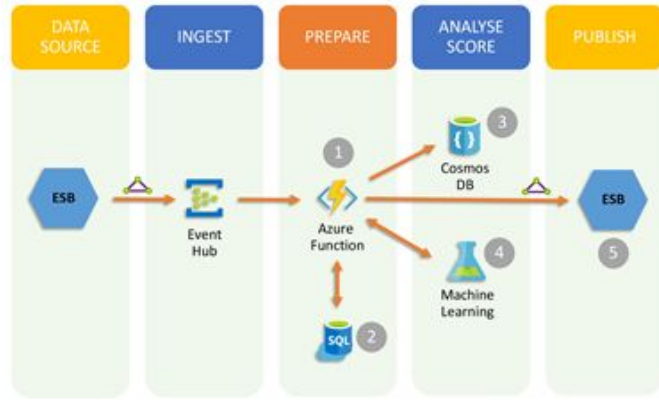 DATA
SOURCE
INGEST
PREPARE
ANALYSE
SCORE
PUBLISH
ESB
Event
Hub
1
Azure
Function
SQL
2
3
Cosmos
DB
4
Machine
Learning
ESB
5